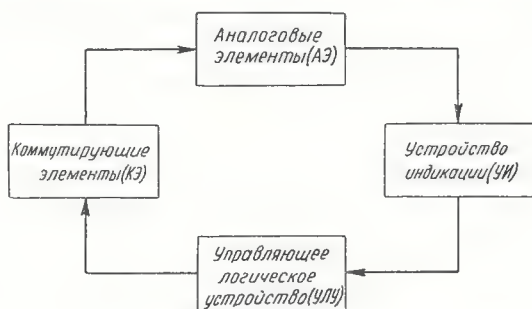 Аналоговые
элементы(АЭ)
Коммутирующие
элементы(КЭ)
Устройство
индикации(УИ)
Управляющее
логическое
устройство(УЛУ)